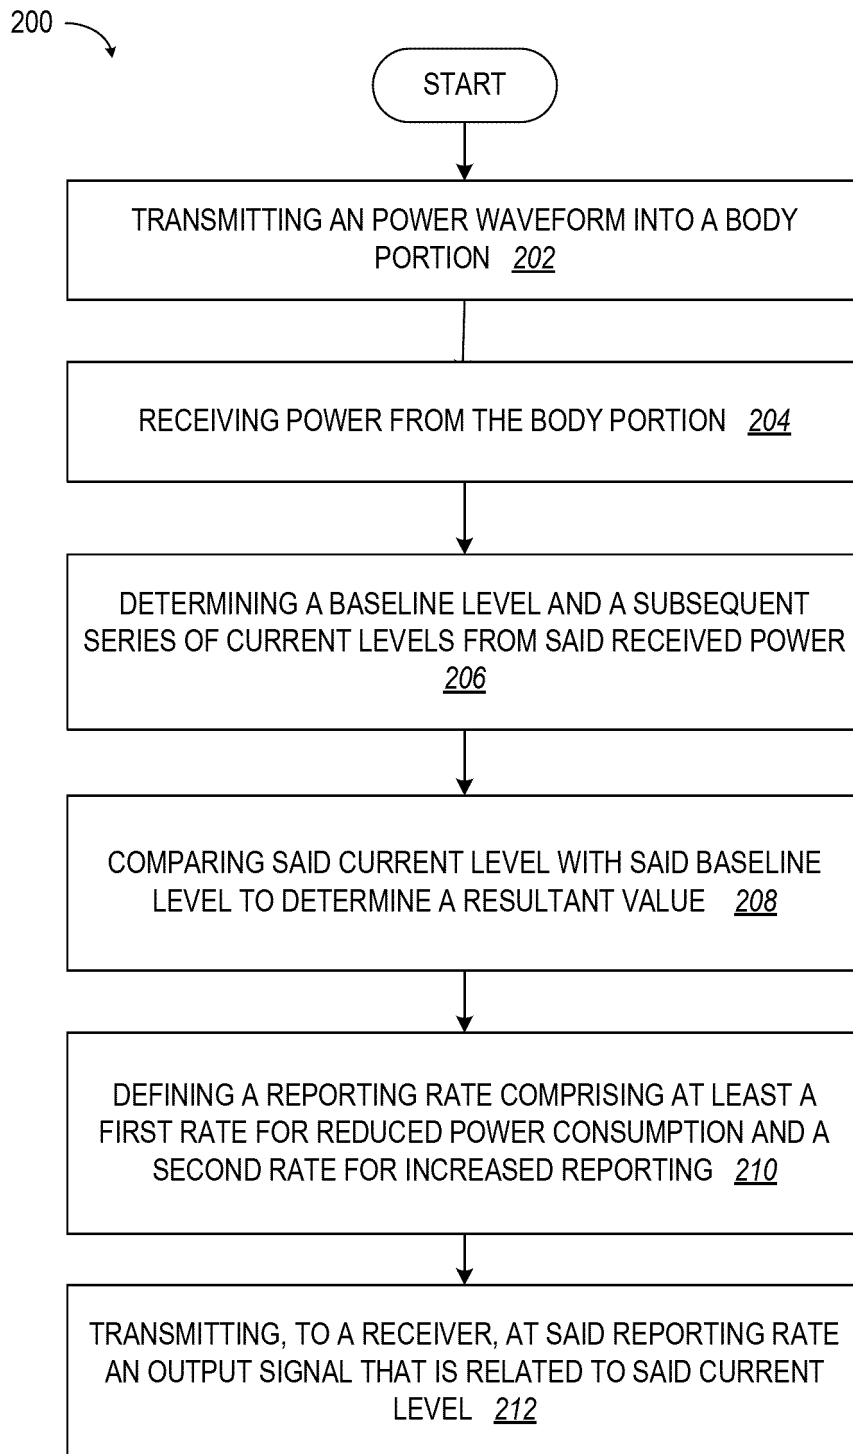 200
START
TRANSMITTING AN POWER WAVEFORM INTO A BODY
PORTION 202
RECEIVING POWER FROM THE BODY PORTION 204
DETERMINING A BASELINE LEVEL AND A SUBSEQUENT
SERIES OF CURRENT LEVELS FROM SAID RECEIVED POWER
206
COMPARING SAID CURRENT LEVEL WITH SAID BASELINE
LEVEL TO DETERMINE A RESULTANT VALUE 208
DEFINING A REPORTING RATE COMPRISING AT LEAST A
FIRST RATE FOR REDUCED POWER CONSUMPTION AND A
SECOND RATE FOR INCREASED REPORTING 210
TRANSMITTING, TO A RECEIVER, AT SAID REPORTING RATE
AN OUTPUT SIGNAL THAT IS RELATED TO SAID CURRENT
LEVEL 212